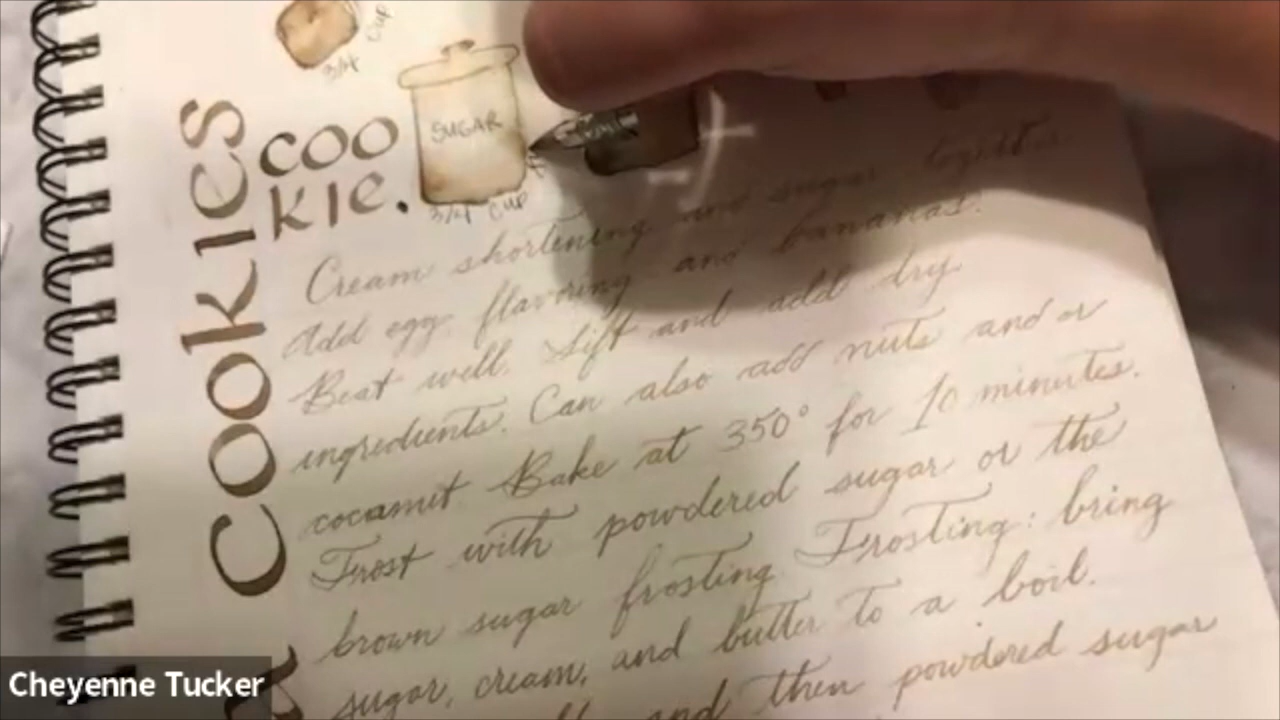 3/4 Cup
SUGAR
3/4 cup
Cookies
COO
KIE.
Cream shortening and sugar together.
Add egg, flavoring and bananas.
Beat well. Sift and add dry
ingredients. Can also add nuts and or
coconut. Bake at 350° for 10 minutes.
Frost with powdered sugar or the
brown sugar frosting Frosting: bring
sugar, cream, and butter to a boil.
and then powdered sugar
Cheyenne Tucker